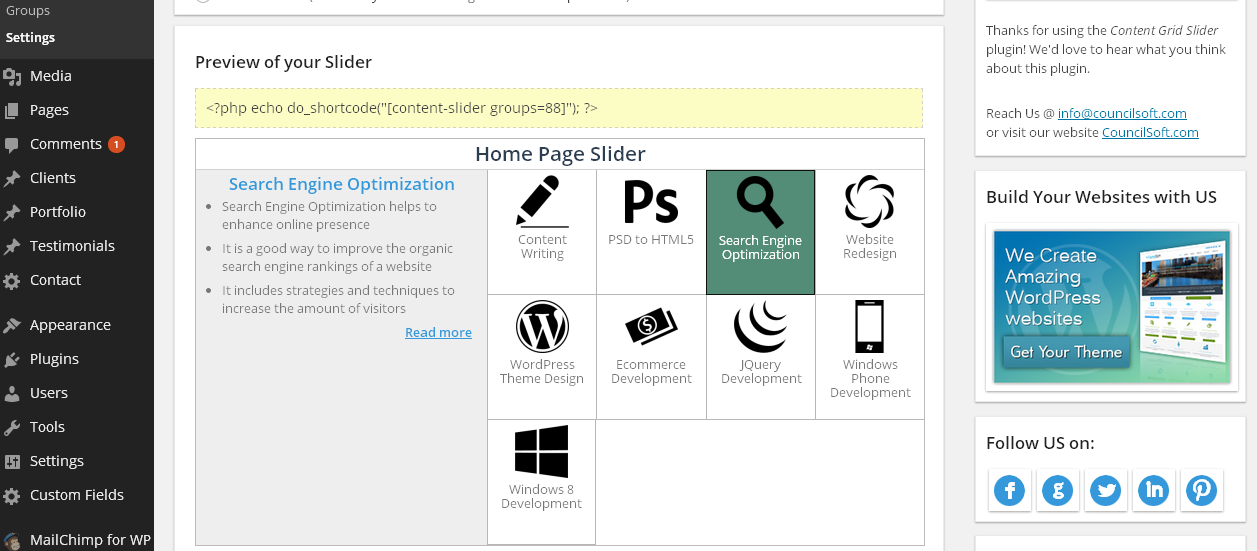 Groups
Settings
Media
Pages
Comments 1
Clients
Portfolio
Testimonials
Contact
Appearance
Plugins
Users
Tools
Settings
Custom Fields
MailChimp for WP
Preview of your Slider
<?php echo do_shortcode("[content-slider groups=88]"); ?>
Home Page Slider
Search Engine Optimization
• Search Engine Optimization helps to
enhance online presence
• It is a good way to improve the organic
search engine rankings of a website
• It includes strategies and techniques to
increase the amount of visitors
Read more
Content
Writing
Ps
PSD to HTML5
Search Engine
Optimization
Website
Redesign
WordPress
Theme Design
Ecommerce
Development
JQuery
Development
Windows
Phone
Development
Windows 8
Development
Thanks for using the Content Grid Slider
plugin! We'd love to hear what you think
about this plugin.
Reach Us @ info@councilsoft.com
or visit our website CouncilSoft.com
Build Your Websites with US
We Create
Amazing
WordPress
websites
Get Your Theme
Follow US on: